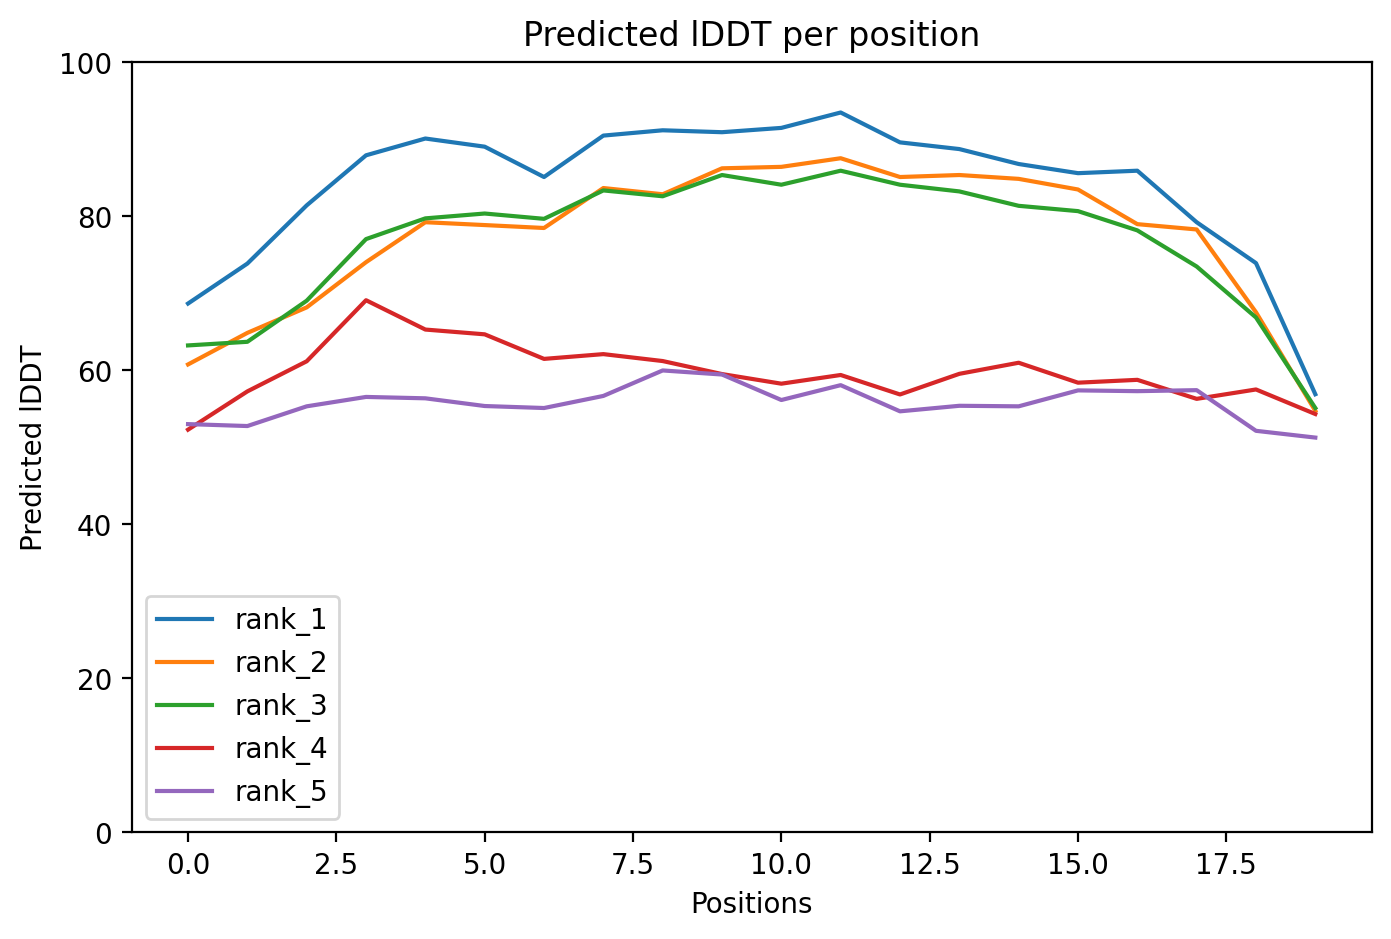 Predicted lDDT per position
100
80
60
40
20
0
Predicted lDDT
rank_1
rank_2
rank_3
rank_4
rank_5
0.0 2.5 5.0 7.5 10.0 12.5 15.0 17.5
Positions